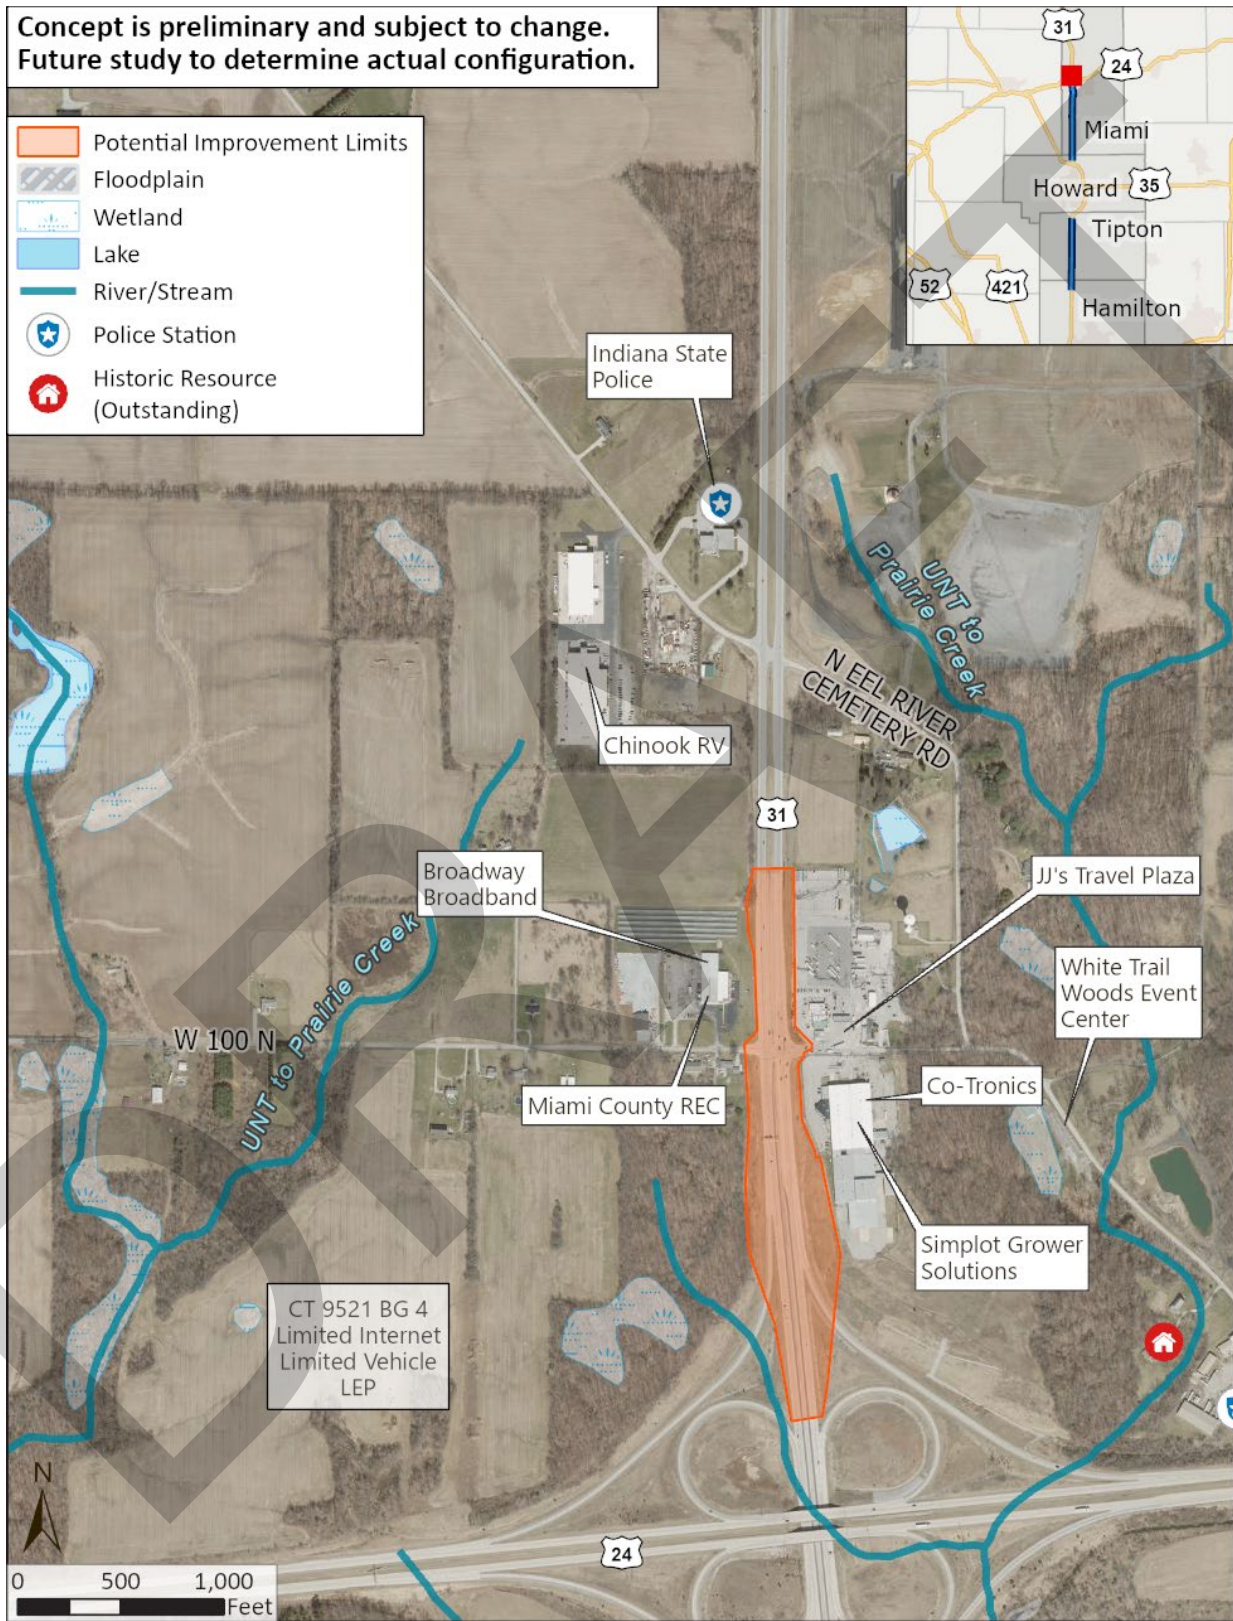 Concept is preliminary and subject to change.
Future study to determine actual configuration.
Potential Improvement Limits
Floodplain
Wetland
Lake
River/Stream
Police Station
Historic Resource
(Outstanding)
31
24
Miami
Howard
35
Tipton
52
421
Hamilton
Indiana State
Police
UNT to
Prairie Creek
N EEL RIVER
CEMETERY RD
Chinook RV
31
Broadway
Broadband
JJ's Travel Plaza
White Trail
Woods Event
Center
UNT to Prairie Creek
W 100 N
Co-Tronics
Miami County REC
Simplot Grower
Solutions
CT 9521 BG 4
Limited Internet
Limited Vehicle
LEP
N
24
0 500 1,000
Feet
DRAFT